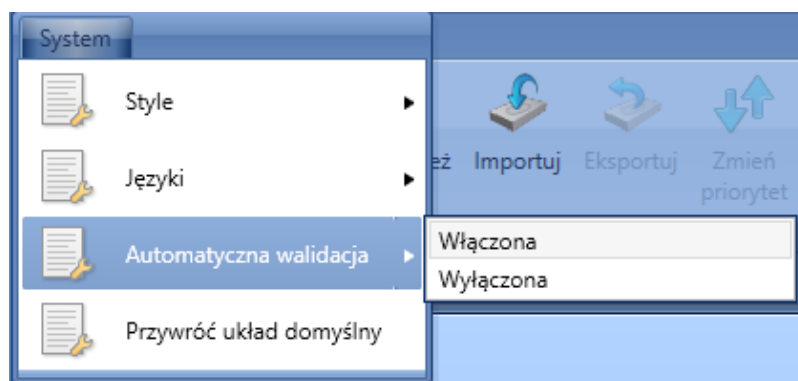 System
Style
Importuj
Eksportuj
Zmień
priorytet
Języki
Automatyczna walidacja
Włączona
Wyłączona
Przywróć układ domyślny